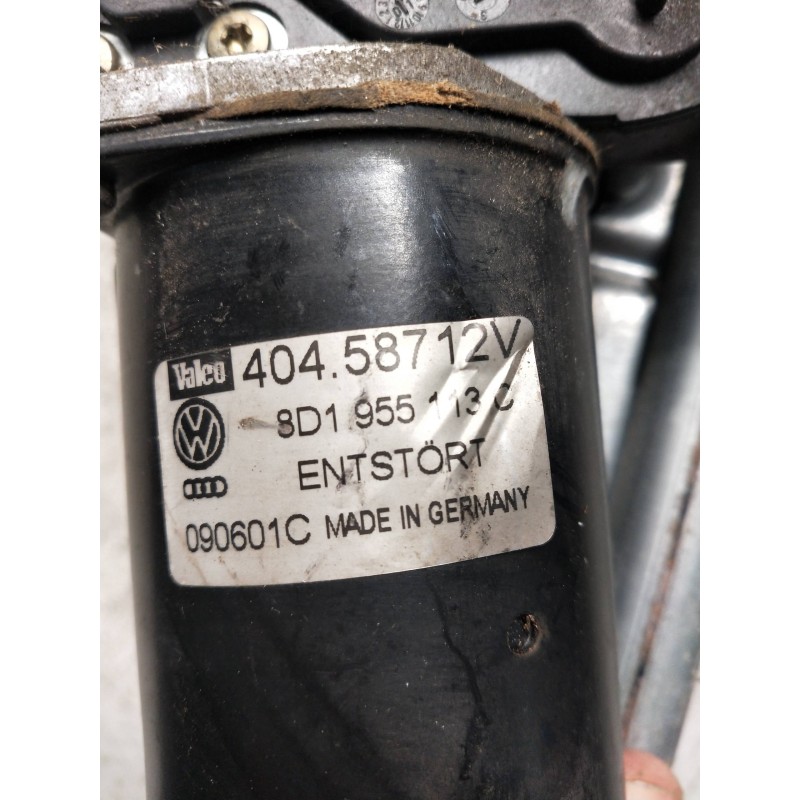 Valeo 404.58712V
8D1 955 113 C
ENTSTÖRT
090601C MADE IN GERMANY